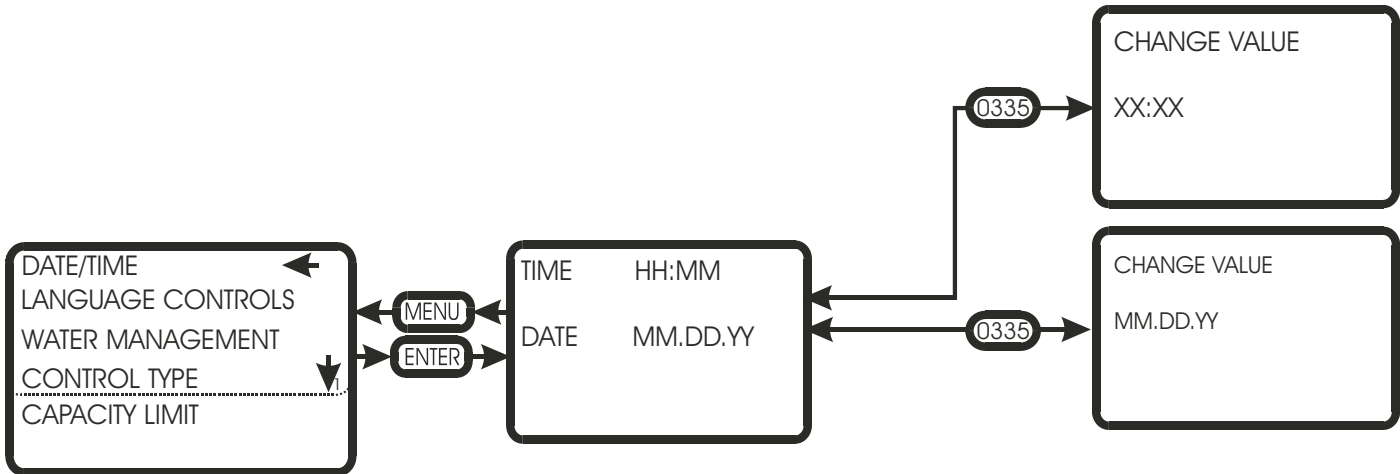 DATE/TIME
LANGUAGE CONTROLS
WATER MANAGEMENT
CONTROL TYPE
1
CAPACITY LIMIT
MENU
ENTER
TIME HH:MM
DATE MM.DD.YY
0335
CHANGE VALUE
XX:XX
0335
CHANGE VALUE
MM.DD.YY